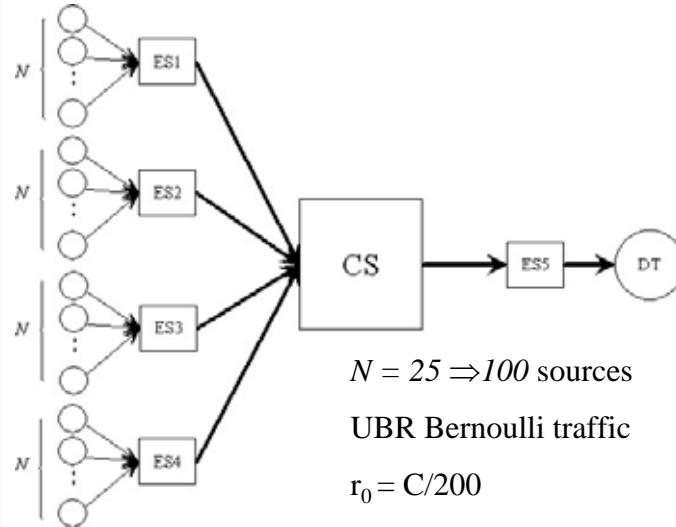 N
ES1
N
ES2
CS
ES5
DT
N
ES3
N = 25 ⇒100 sources
UBR Bernoulli traffic
N
ES4
r₀ = C/200